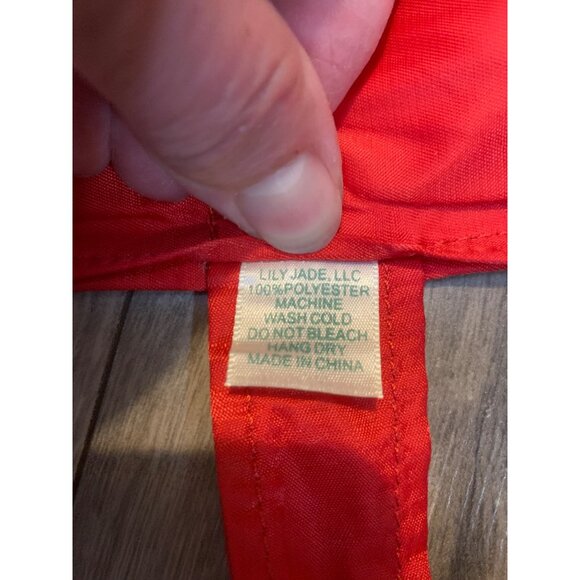 LILY JADE, LLC
100% POLYESTER
MACHINE
WASH COLD
DO NOT BLEACH
HANG DRY
MADE IN CHINA